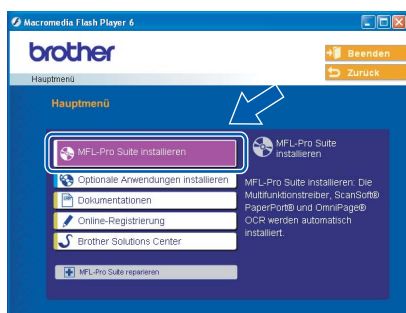 Macromedia Flash Player 6
brother
Beenden
Zurück
Hauptmenü
Hauptmenü
MFL-Pro Suite installieren
Optionale Anwendungen installieren
Dokumentationen
Online-Registrierung
Brother Solutions Center
MFL-Pro Suite reparieren
MFL-Pro Suite
installieren
MFL-Pro Suite installieren: Die
Multifunktionstreiber, ScanSoft®
PaperPort® und OmniPage®
OCR werden automatisch
installiert.